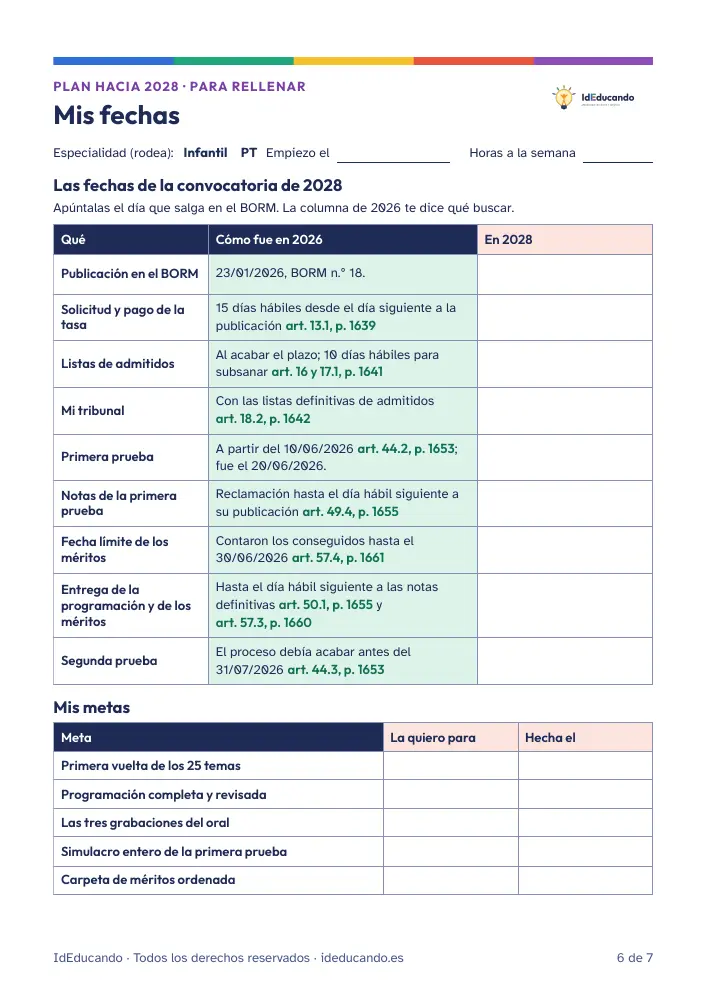 PLAN HACIA 2028 · PARA RELLENAR
IdEducando
Mis fechas
Especialidad (rodea): Infantil PT Empiezo el Horas a la semana
Las fechas de la convocatoria de 2028
Apúntalas el día que salga en el BORM. La columna de 2026 te dice qué buscar.
Qué Cómo fue en 2026 En 2028
Publicación en el BORM 23/01/2026, BORM n.º 18.
Solicitud y pago de la
tasa
15 días hábiles desde el día siguiente a la
publicación art. 13.1, p. 1639
Listas de admitidos
Al acabar el plazo; 10 días hábiles para
subsanar art. 16 y 17.1, p. 1641
Mi tribunal
Con las listas definitivas de admitidos
art. 18.2, p. 1642
Primera prueba
A partir del 10/06/2026 art. 44.2, p. 1653;
fue el 20/06/2026.
Notas de la primera
prueba
Reclamación hasta el día hábil siguiente a
su publicación art. 49.4, p. 1655
Fecha límite de los
méritos
Contaron los conseguidos hasta el
30/06/2026 art. 57.4, p. 1661
Entrega de la
programación y de los
méritos
Hasta el día hábil siguiente a las notas
definitivas art. 50.1, p. 1655 y
art. 57.3, p. 1660
Segunda prueba
El proceso debía acabar antes del
31/07/2026 art. 44.3, p. 1653
Mis metas
Meta La quiero para Hecha el
Primera vuelta de los 25 temas
Programación completa y revisada
Las tres grabaciones del oral
Simulacro entero de la primera prueba
Carpeta de méritos ordenada
IdEducando · Todos los derechos reservados · ideducando.es 6 de 7